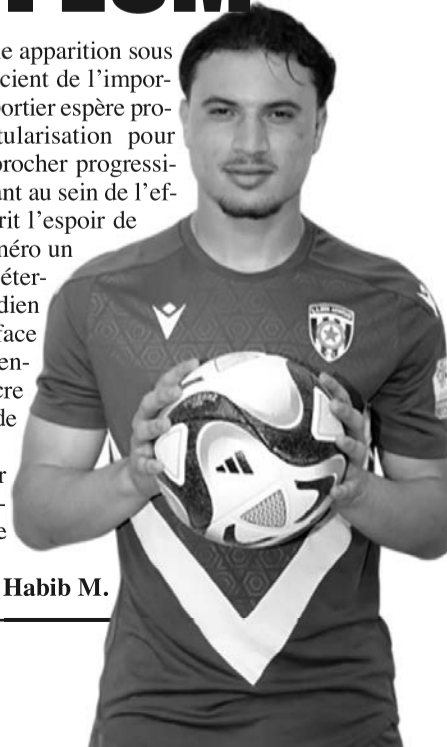 e apparition sous
cient de l'impor-
ortier espère pro-
tularisation pour
rocher progressi-
ant au sein de l'ef-
rit l'espoir de
méro un
éter-
dien
face
en-
cre
de
r
-
e
Habib M.